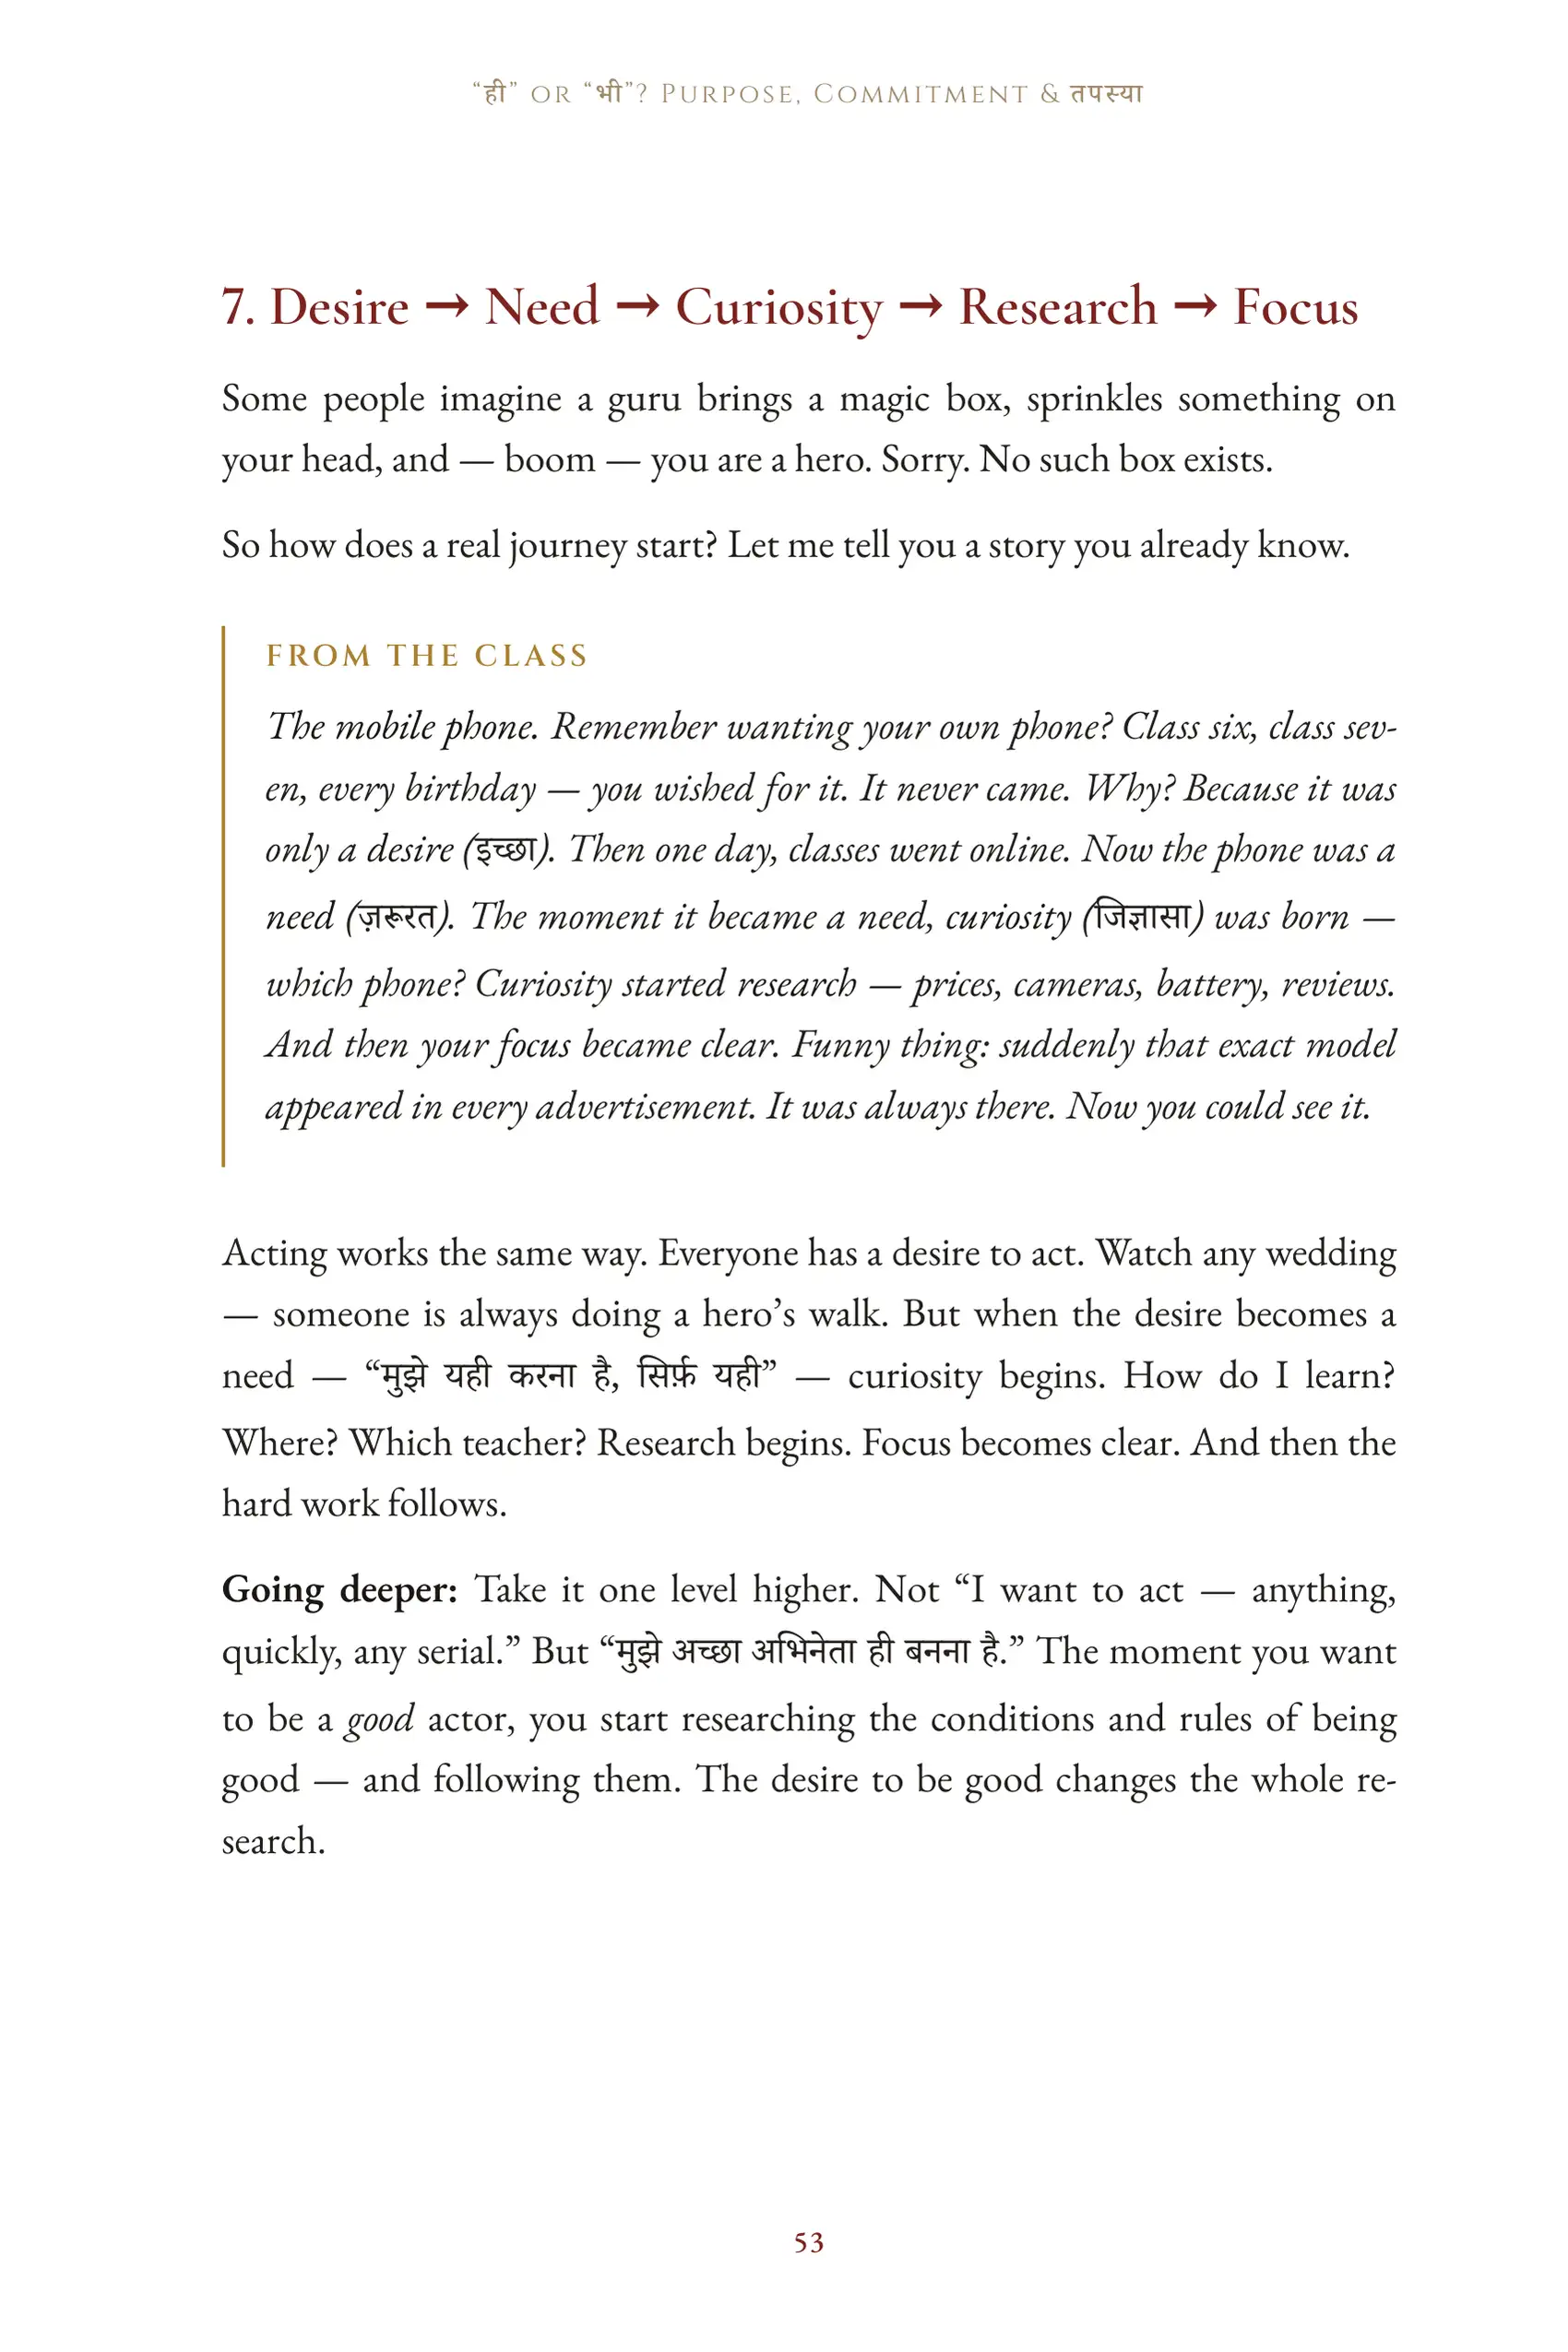 “ही” OR “भी”? PURPOSE, COMMITMENT & तपस्या
7. Desire → Need → Curiosity → Research → Focus
Some people imagine a guru brings a magic box, sprinkles something on
your head, and — boom — you are a hero. Sorry. No such box exists.
So how does a real journey start? Let me tell you a story you already know.
FROM THE CLASS
The mobile phone. Remember wanting your own phone? Class six, class sev-
en, every birthday — you wished for it. It never came. Why? Because it was
only a desire (इच्छा). Then one day, classes went online. Now the phone was a
need (ज़रूरत). The moment it became a need, curiosity (जिज्ञासा) was born —
which phone? Curiosity started research — prices, cameras, battery, reviews.
And then your focus became clear. Funny thing: suddenly that exact model
appeared in every advertisement. It was always there. Now you could see it.
Acting works the same way. Everyone has a desire to act. Watch any wedding
— someone is always doing a hero’s walk. But when the desire becomes a
need — “मुझे यही करना है, सिर्फ़ यही” — curiosity begins. How do I learn?
Where? Which teacher? Research begins. Focus becomes clear. And then the
hard work follows.
Going deeper: Take it one level higher. Not “I want to act — anything,
quickly, any serial.” But “मुझे अच्छा अभिनेता ही बनना है.” The moment you want
to be a good actor, you start researching the conditions and rules of being
good — and following them. The desire to be good changes the whole re-
search.
53